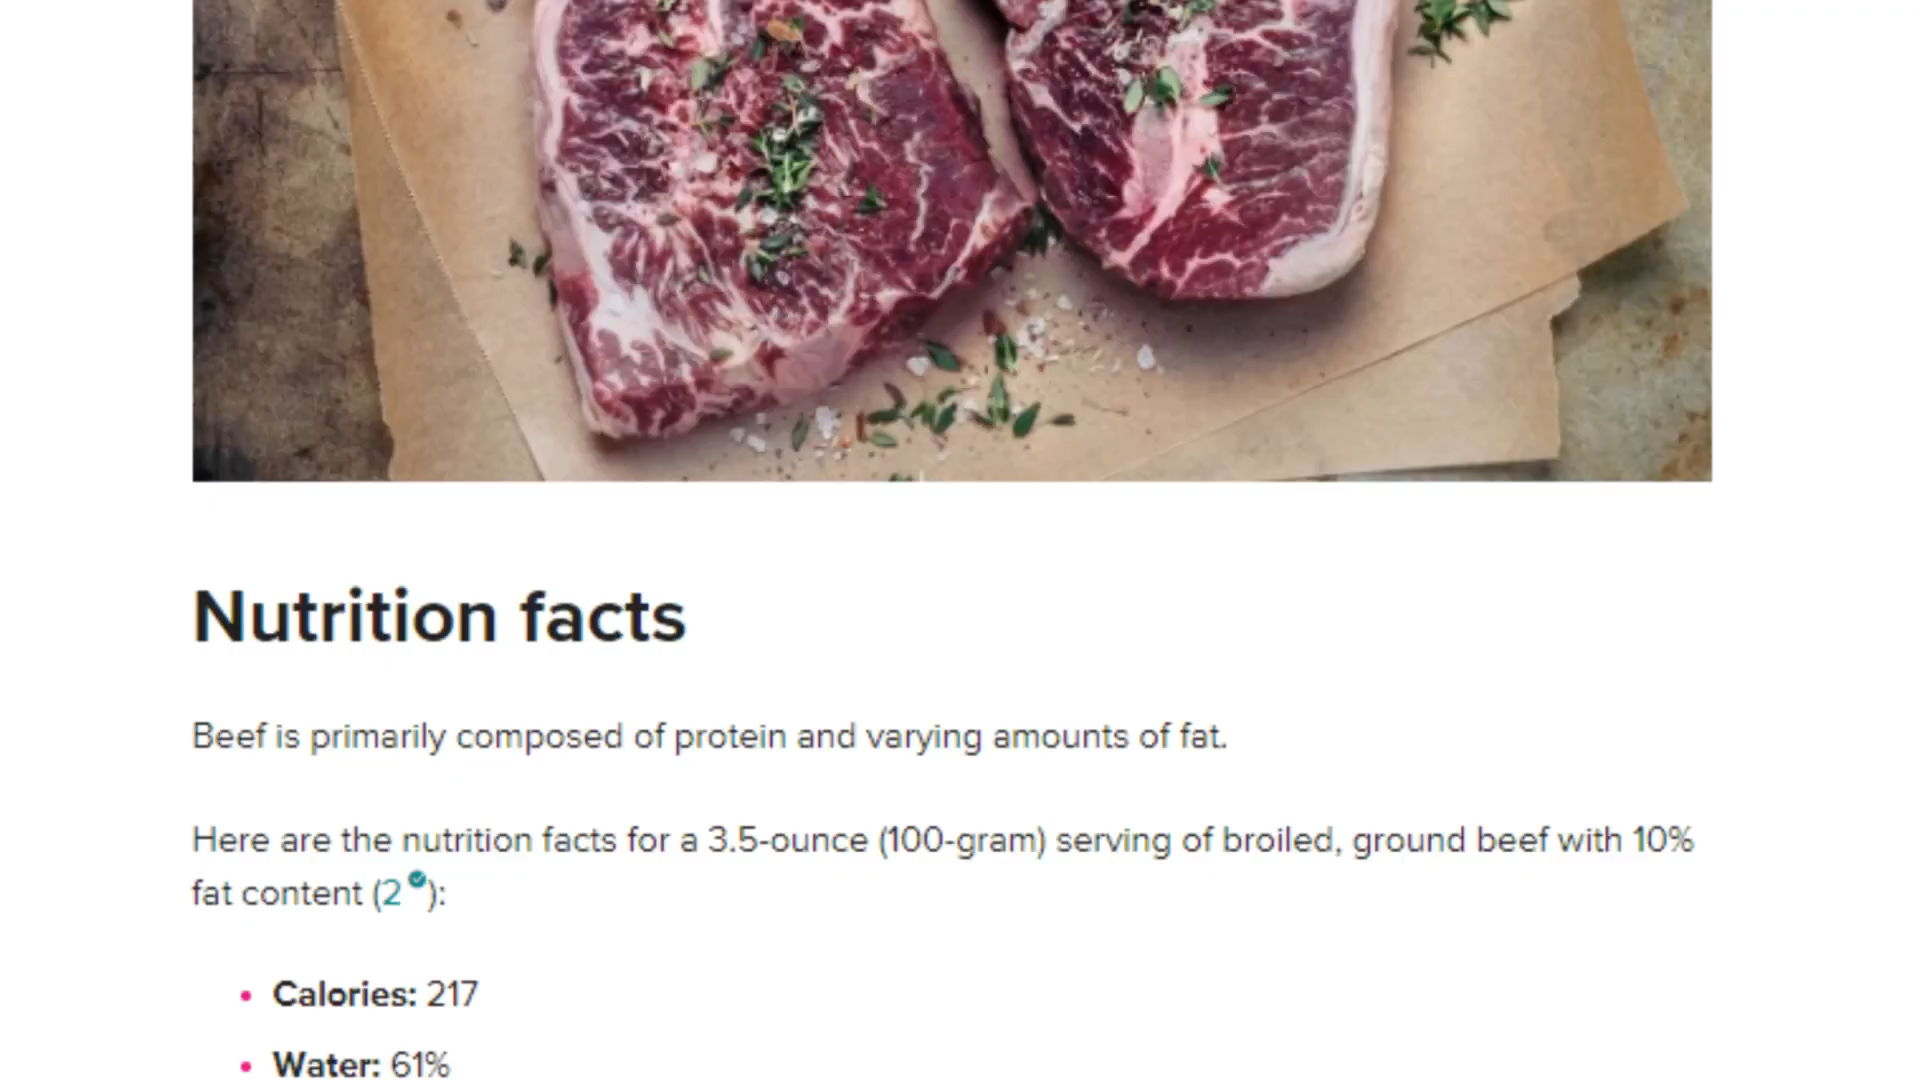 Nutrition facts
Beef is primarily composed of protein and varying amounts of fat.
Here are the nutrition facts for a 3.5-ounce (100-gram) serving of broiled, ground beef with 10%
fat content (2):
• Calories: 217
• Water: 61%